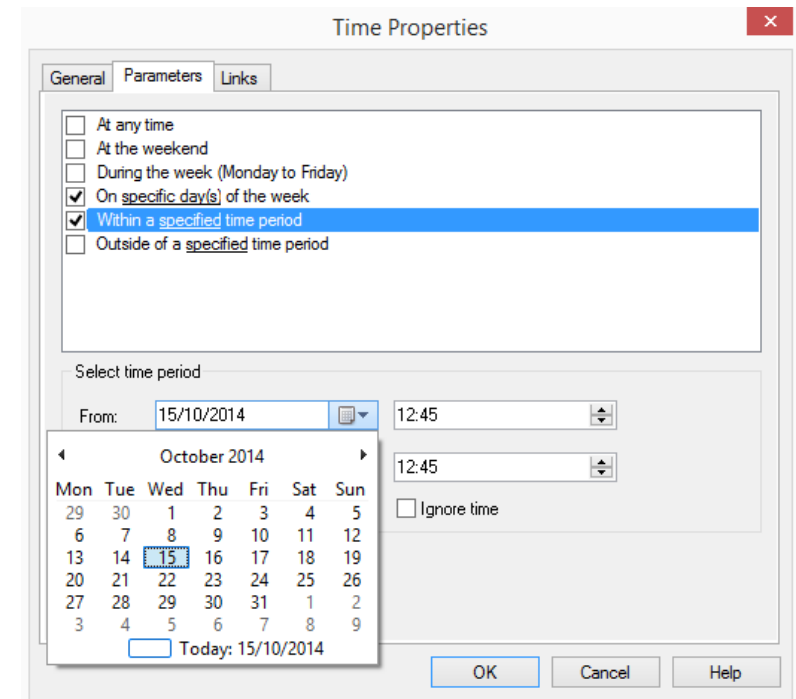 Time Properties
General Parameters Links
At any time
At the weekend
During the week (Monday to Friday)
On specific day(s) of the week
Within a specified time period
Outside of a specified time period
Select time period
From: 15/10/2014 12:45
October 2014
12:45
Mon Tue Wed Thu Fri Sat Sun
29 30 1 2 3 4 5
Ignore time
6 7 8 9 10 11 12
13 14 15 16 17 18 19
20 21 22 23 24 25 26
27 28 29 30 31 1 2
3 4 5 6 7 8 9
Today: 15/10/2014
OK Cancel Help